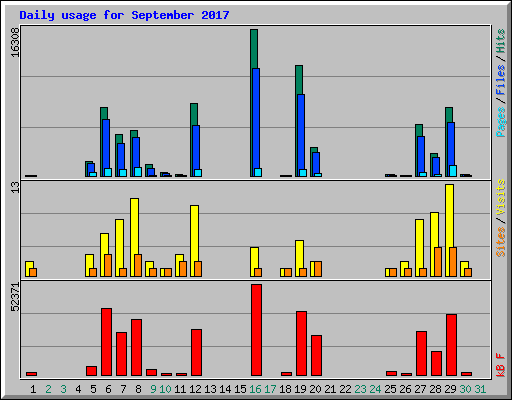 Daily usage for September 2017
16308
Pages/Files/Hits
13
Sites/Visits
52371
kB F
1 2 3 4 5 6 7 8 9 10 11 12 13 14 15 16 17 18 19 20 21 22 23 24 25 26 27 28 29 30 31